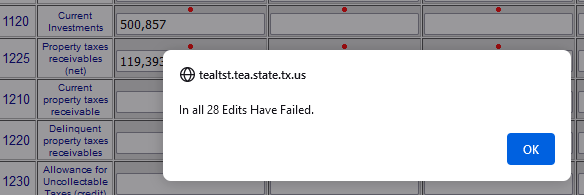 1120
Current
Investments
500,857
1225
Property taxes
receivables
(net)
119,393
1210
Current
property taxes
receivable
1220
Delinquent
property taxes
receivables
1230
Allowance for
Uncollectable
Taxes (credit)
tealtst.tea.state.tx.us
In all 28 Edits Have Failed.
OK